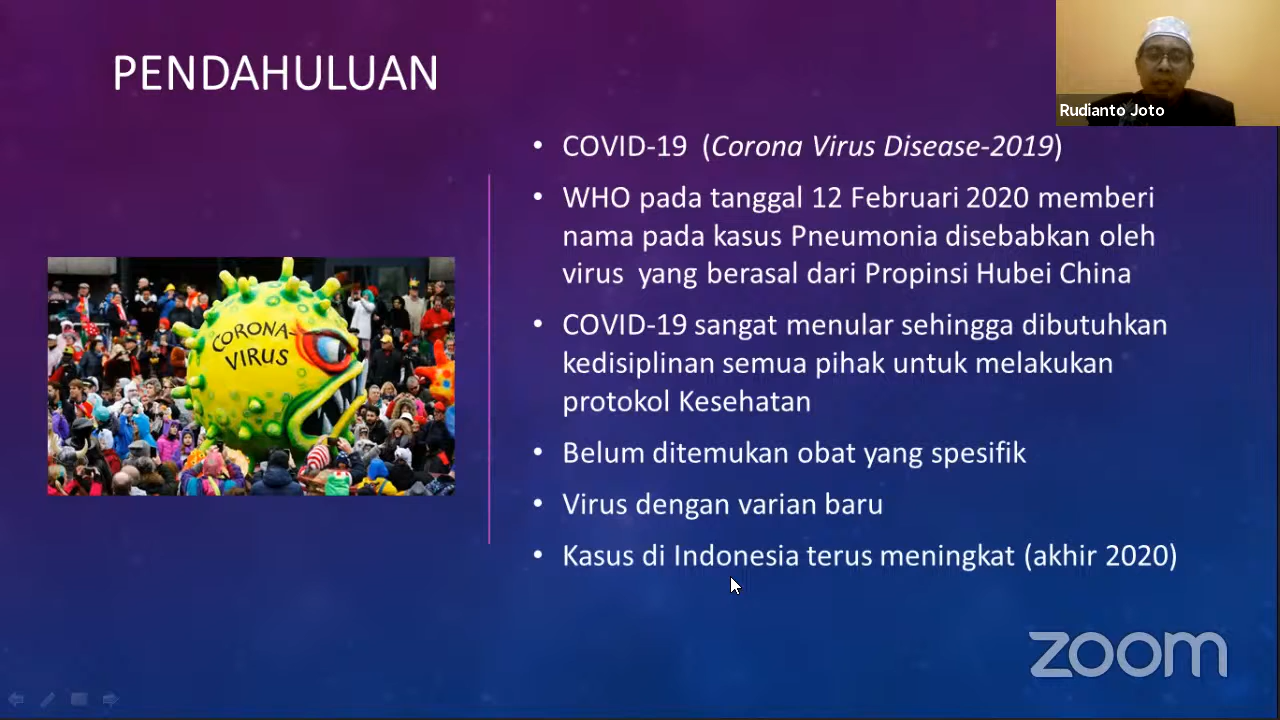 PENDAHULUAN
Rudianto Joto
CORONA-
VIRUS
• COVID-19 (Corona Virus Disease-2019)
• WHO pada tanggal 12 Februari 2020 memberi
nama pada kasus Pneumonia disebabkan oleh
virus yang berasal dari Propinsi Hubei China
• COVID-19 sangat menular sehingga dibutuhkan
kedisiplinan semua pihak untuk melakukan
protokol Kesehatan
• Belum ditemukan obat yang spesifik
• Virus dengan varian baru
• Kasus di Indonesia terus meningkat (akhir 2020)
zoom